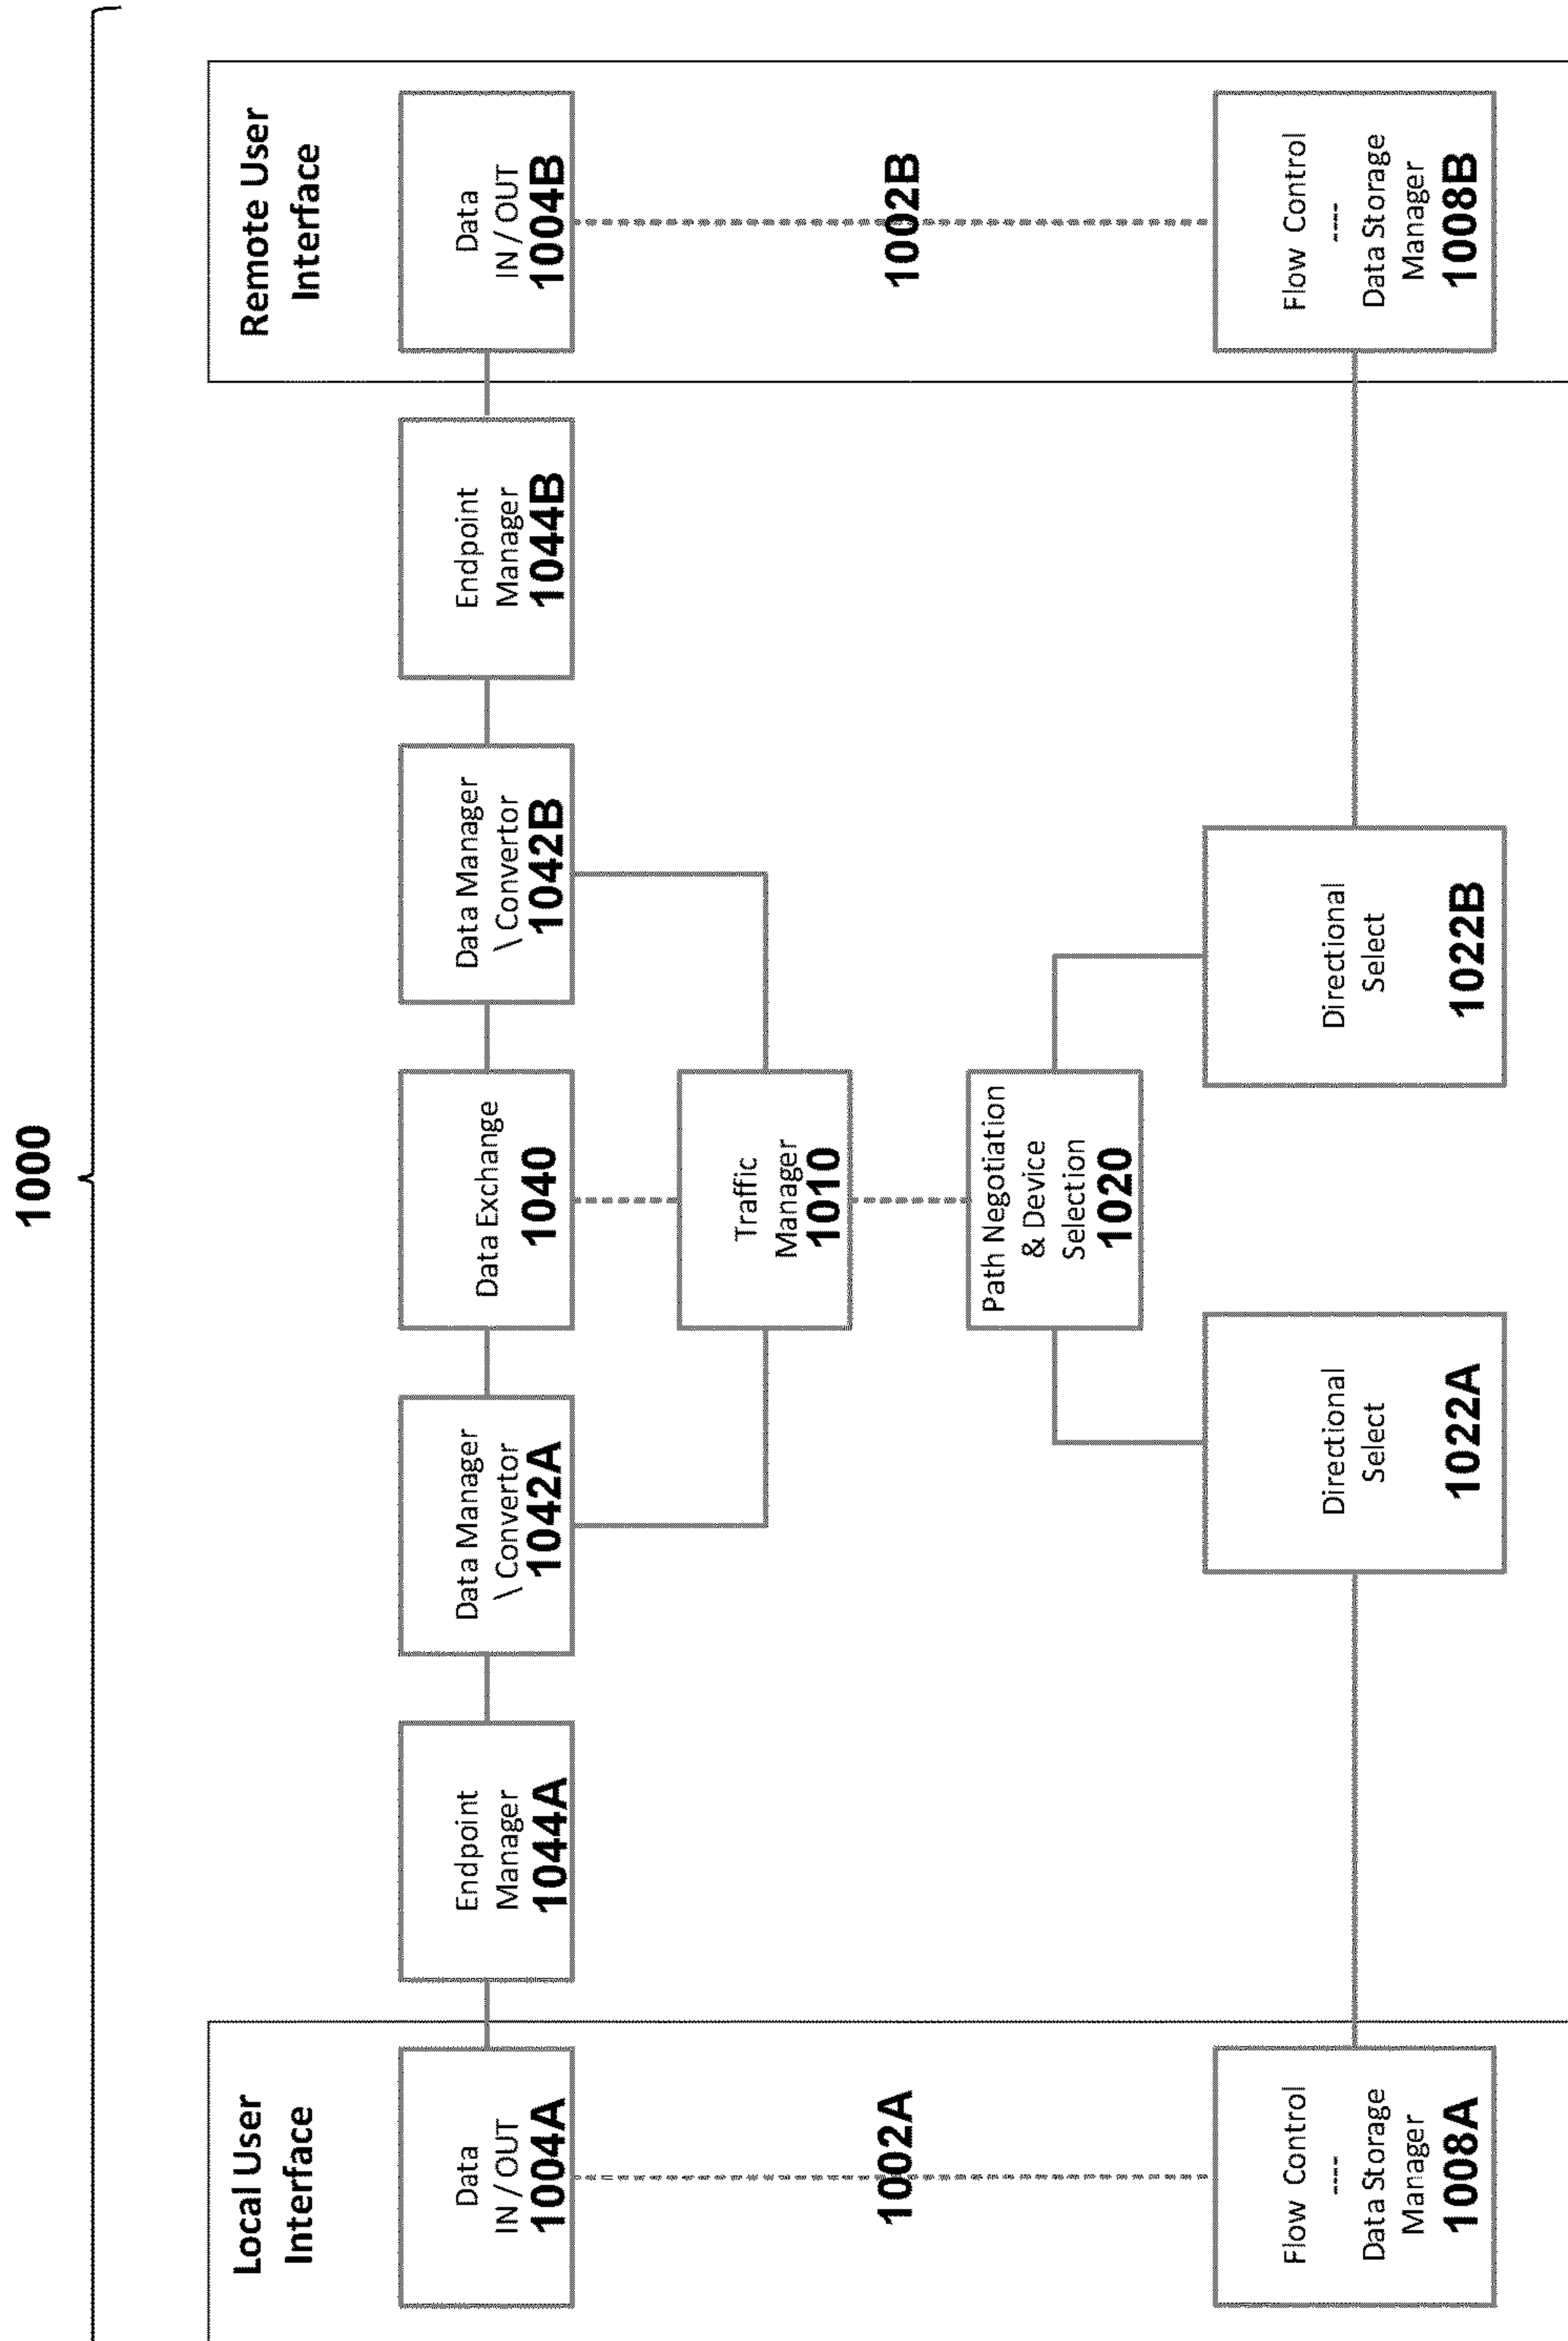 1000
Local User
Interface
Remote User
Interface
Data
IN / OUT
1004A
Endpoint
Manager
1044A
Data Manager
\ Convertor
1042A
Data Exchange
1040
Data Manager
\ Convertor
1042B
Endpoint
Manager
1044B
Data
IN / OUT
1004B
Traffic
Manager
1010
1002A
1002B
Path Negotiation
& Device
Selection
1020
Flow Control
----
Data Storage
Manager
1008A
Directional
Select
1022A
Directional
Select
1022B
Flow Control
----
Data Storage
Manager
1008B